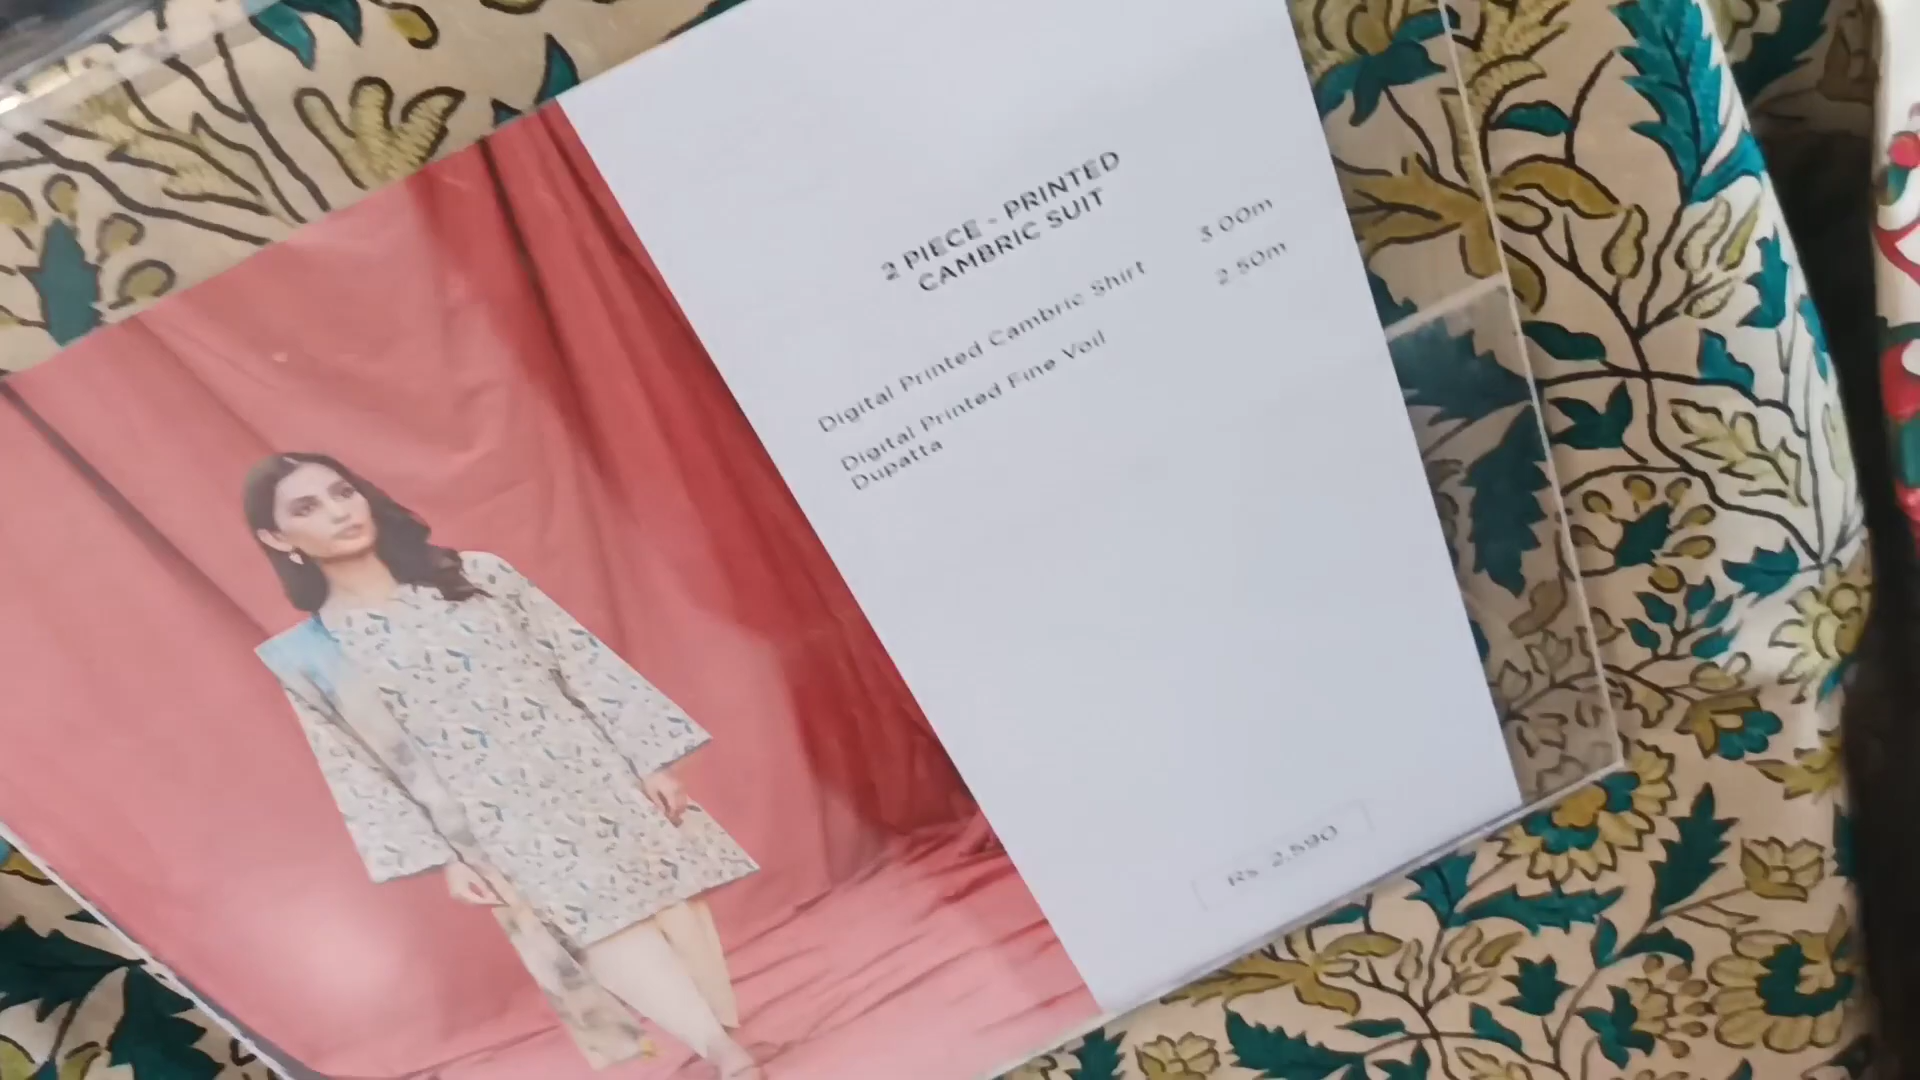 2 PIECE - PRINTED
CAMBRIC SUIT
Digital Printed Cambric Shirt 3.00m
Digital Printed Fine Voil 2.50m
Dupatta
Rs. 2,590